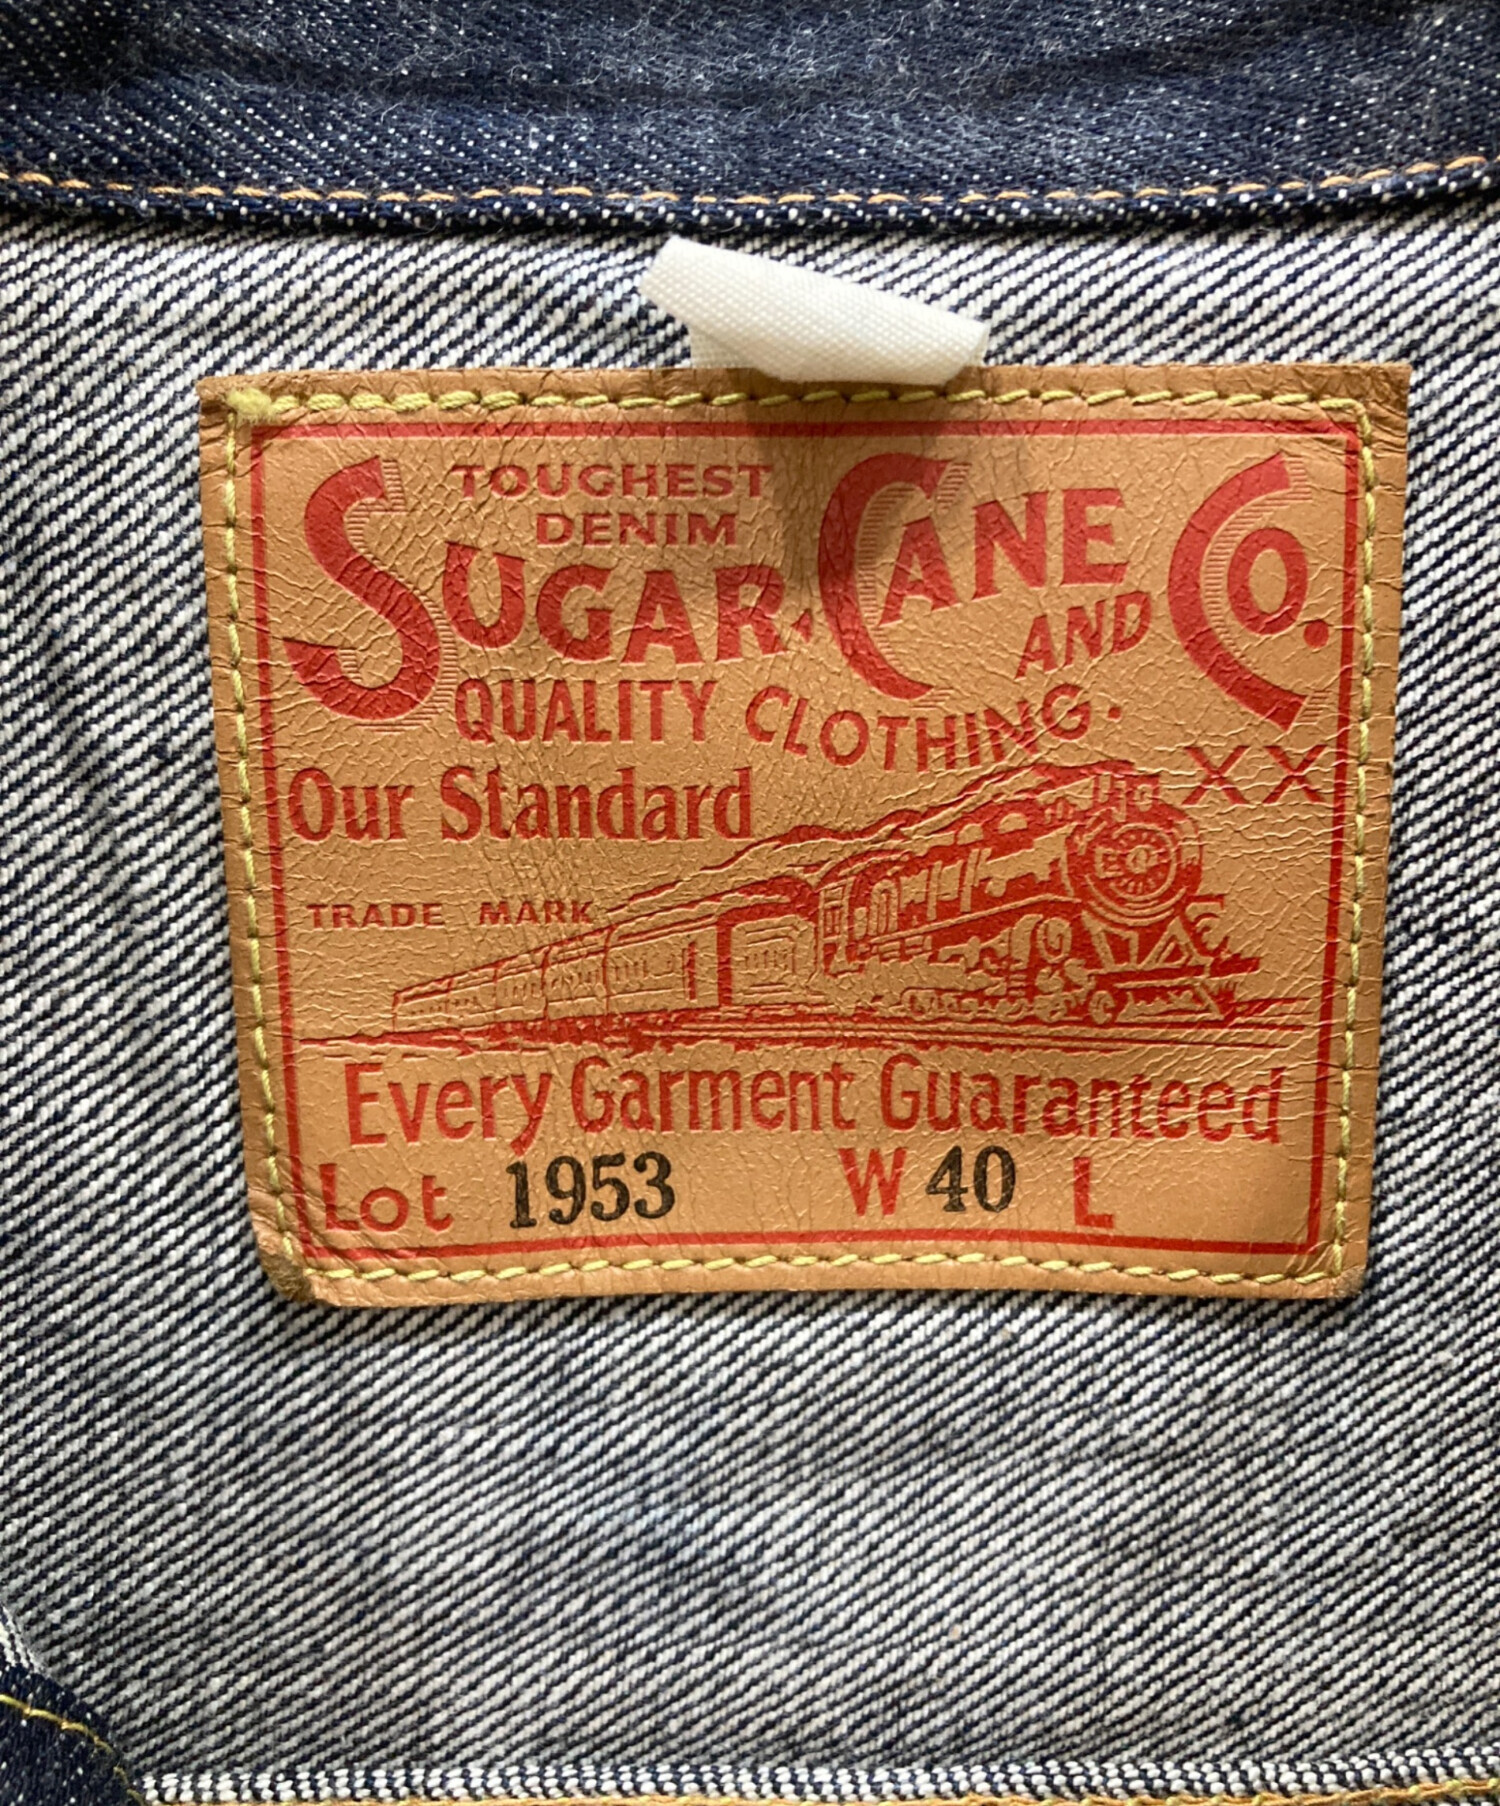 TOUGHEST
DENIM
SUGAR CANE CO.
AND
QUALITY CLOTHING.
Our Standard XX
TRADE MARK
Every Garment Guaranteed
Lot 1953 W 40 L